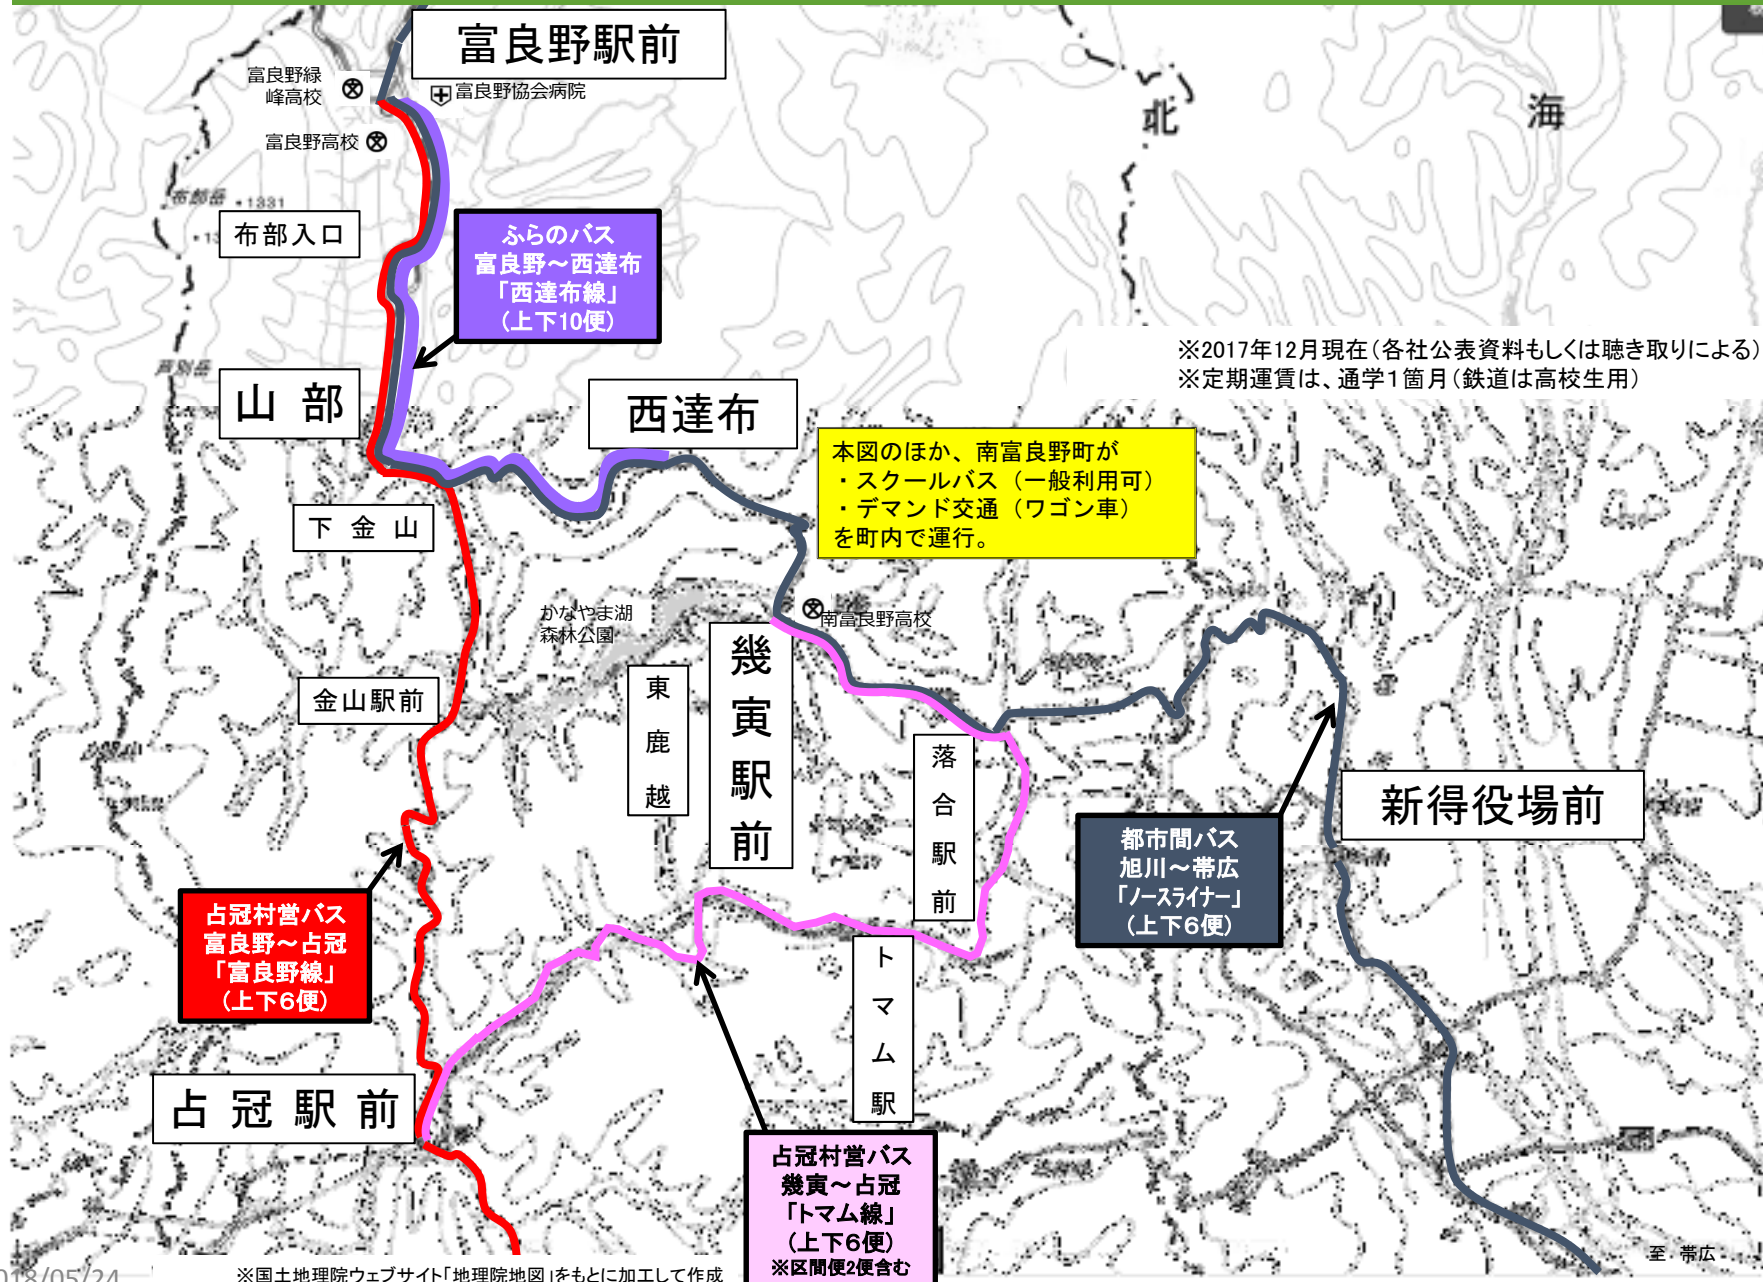 富良野駅前
富良野緑
峰高校
富良野協会病院
富良野高校
北
海
布部岳
・1331
布部入口
ふらのバス
富良野～西達布
「西達布線」
(上下10便)
※2017年12月現在(各社公表資料もしくは聴き取りによる)
※定期運賃は、通学１箇月(鉄道は高校生用)
芦別岳
山部
西達布
本図のほか、南富良野町が
・スクールバス（一般利用可）
・デマンド交通（ワゴン車）
を町内で運行。
下金山
かなやま湖
森林公園
南富良野高校
幾寅駅前
東鹿越
金山駅前
落合駅前
新得役場前
都市間バス
旭川～帯広
「ノースライナー」
(上下６便)
占冠村営バス
富良野～占冠
「富良野線」
(上下６便)
トマム駅
占冠駅前
占冠村営バス
幾寅～占冠
「トマム線」
(上下６便)
※区間便2便含む
至 帯広
018/05/24
※国土地理院ウェブサイト「地理院地図」をもとに加工して作成